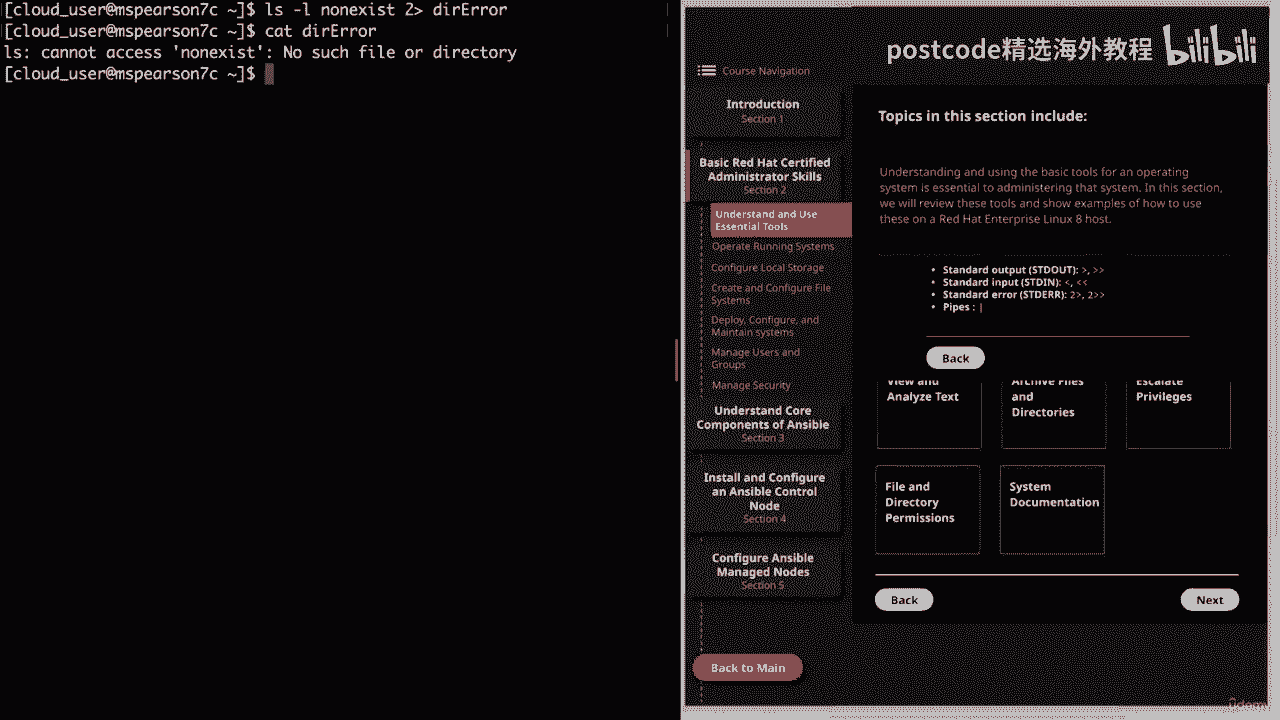 [cloud_user@mspearson7c ~]$ ls -l nonexist 2> dirError
[cloud_user@mspearson7c ~]$ cat dirError
ls: cannot access 'nonexist': No such file or directory
[cloud_user@mspearson7c ~]$
postcode精选海外教程 bilibili
Course Navigation
Introduction
Section 1
Basic Red Hat Certified
Administrator Skills
Section 2
Understand and Use
Essential Tools
Operate Running Systems
Configure Local Storage
Create and Configure File
Systems
Deploy, Configure, and
Maintain systems
Manage Users and
Groups
Manage Security
Understand Core
Components of Ansible
Section 3
Install and Configure
an Ansible Control
Node
Section 4
Configure Ansible
Managed Nodes
Section 5
Back to Main
Topics in this section include:
Understanding and using the basic tools for an operating
system is essential to administering that system. In this section,
we will review these tools and show examples of how to use
these on a Red Hat Enterprise Linux 8 host.
• Standard output (STDOUT): >, >>
• Standard input (STDIN): <, <<
• Standard error (STDERR): 2>, 2>>
• Pipes : |
Back
View and
Analyze Text
Archive Files
and
Directories
Escalate
Privileges
File and
Directory
Permissions
System
Documentation
Back
Next